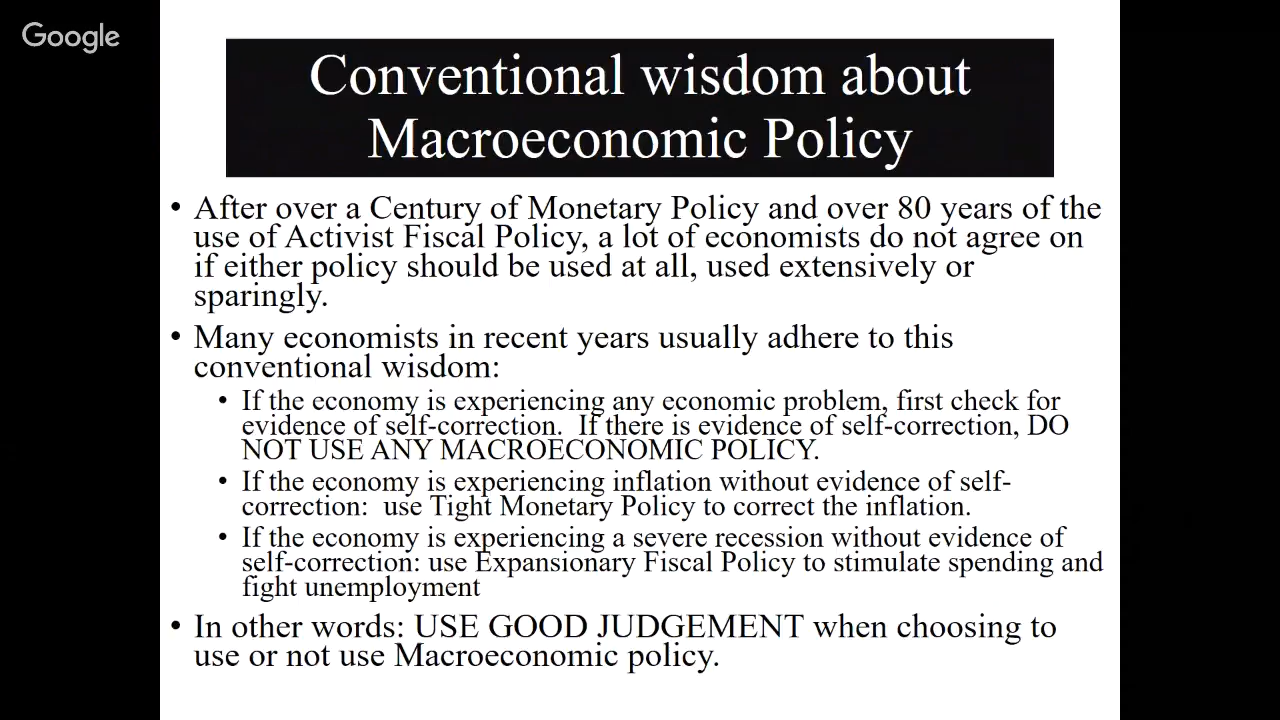 Google
Conventional wisdom about
Macroeconomic Policy
• After over a Century of Monetary Policy and over 80 years of the
use of Activist Fiscal Policy, a lot of economists do not agree on
if either policy should be used at all, used extensively or
sparingly.
• Many economists in recent years usually adhere to this
conventional wisdom:
• If the economy is experiencing any economic problem, first check for
evidence of self-correction.  If there is evidence of self-correction, DO
NOT USE ANY MACROECONOMIC POLICY.
• If the economy is experiencing inflation without evidence of self-
correction:  use Tight Monetary Policy to correct the inflation.
• If the economy is experiencing a severe recession without evidence of
self-correction: use Expansionary Fiscal Policy to stimulate spending and
fight unemployment
• In other words: USE GOOD JUDGEMENT when choosing to
use or not use Macroeconomic policy.